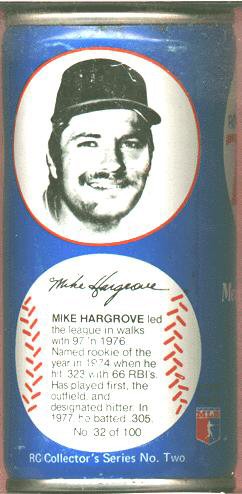 Mike Hargrove
MIKE HARGROVE led
the league in walks
with 97 in 1976.
Named rookie of the
year in 1974 when he
hit .323 with 66 RBI's.
Has played first, the
outfield, and
designated hitter. In
1977, he batted .305.
No. 32 of 100
MLB
RC Collector's Series No. Two